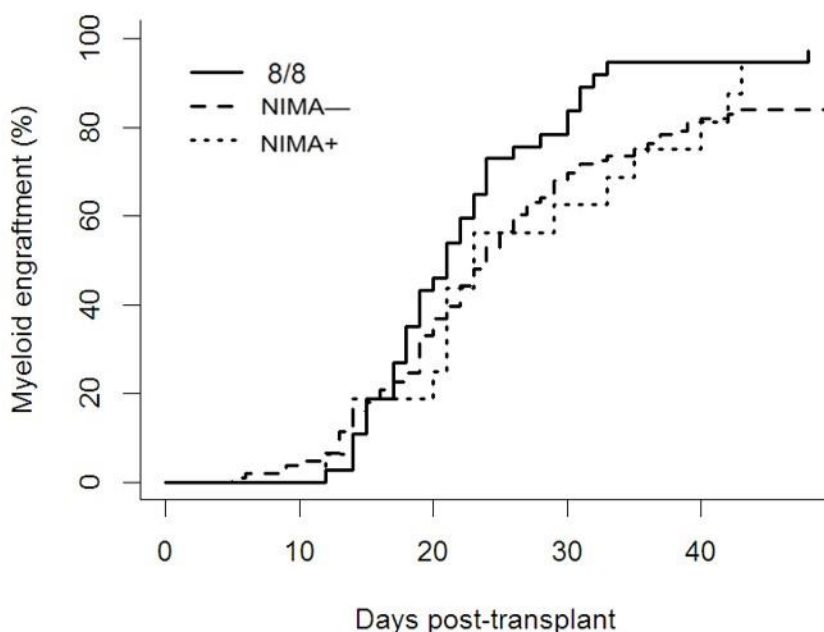 100
80
60
40
20
0
Myeloid engraftment (%)
8/8
NIMA—
NIMA+
0 10 20 30 40
Days post-transplant